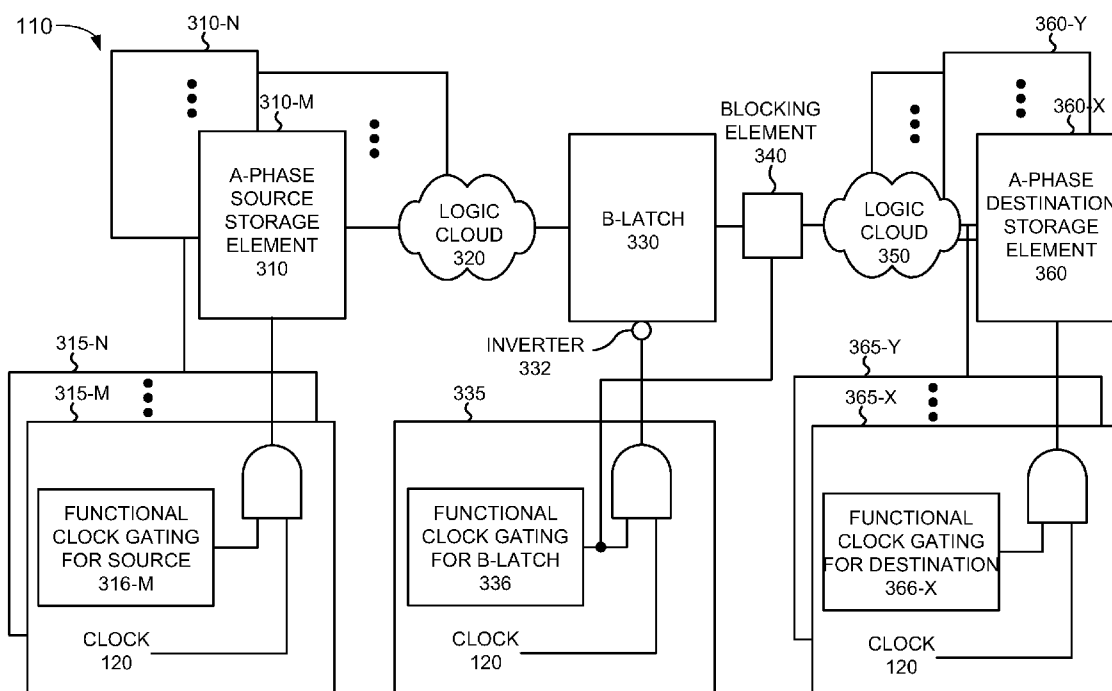 110
310-N
310-M
A-PHASE
SOURCE
STORAGE
ELEMENT
310
LOGIC
CLOUD
320
B-LATCH
330
BLOCKING
ELEMENT
340
LOGIC
CLOUD
350
360-Y
360-X
A-PHASE
DESTINATION
STORAGE
ELEMENT
360
INVERTER
332
315-N
315-M
FUNCTIONAL
CLOCK GATING
FOR SOURCE
316-M
CLOCK
120
335
FUNCTIONAL
CLOCK GATING
FOR B-LATCH
336
CLOCK
120
365-Y
365-X
FUNCTIONAL
CLOCK GATING
FOR DESTINATION
366-X
CLOCK
120